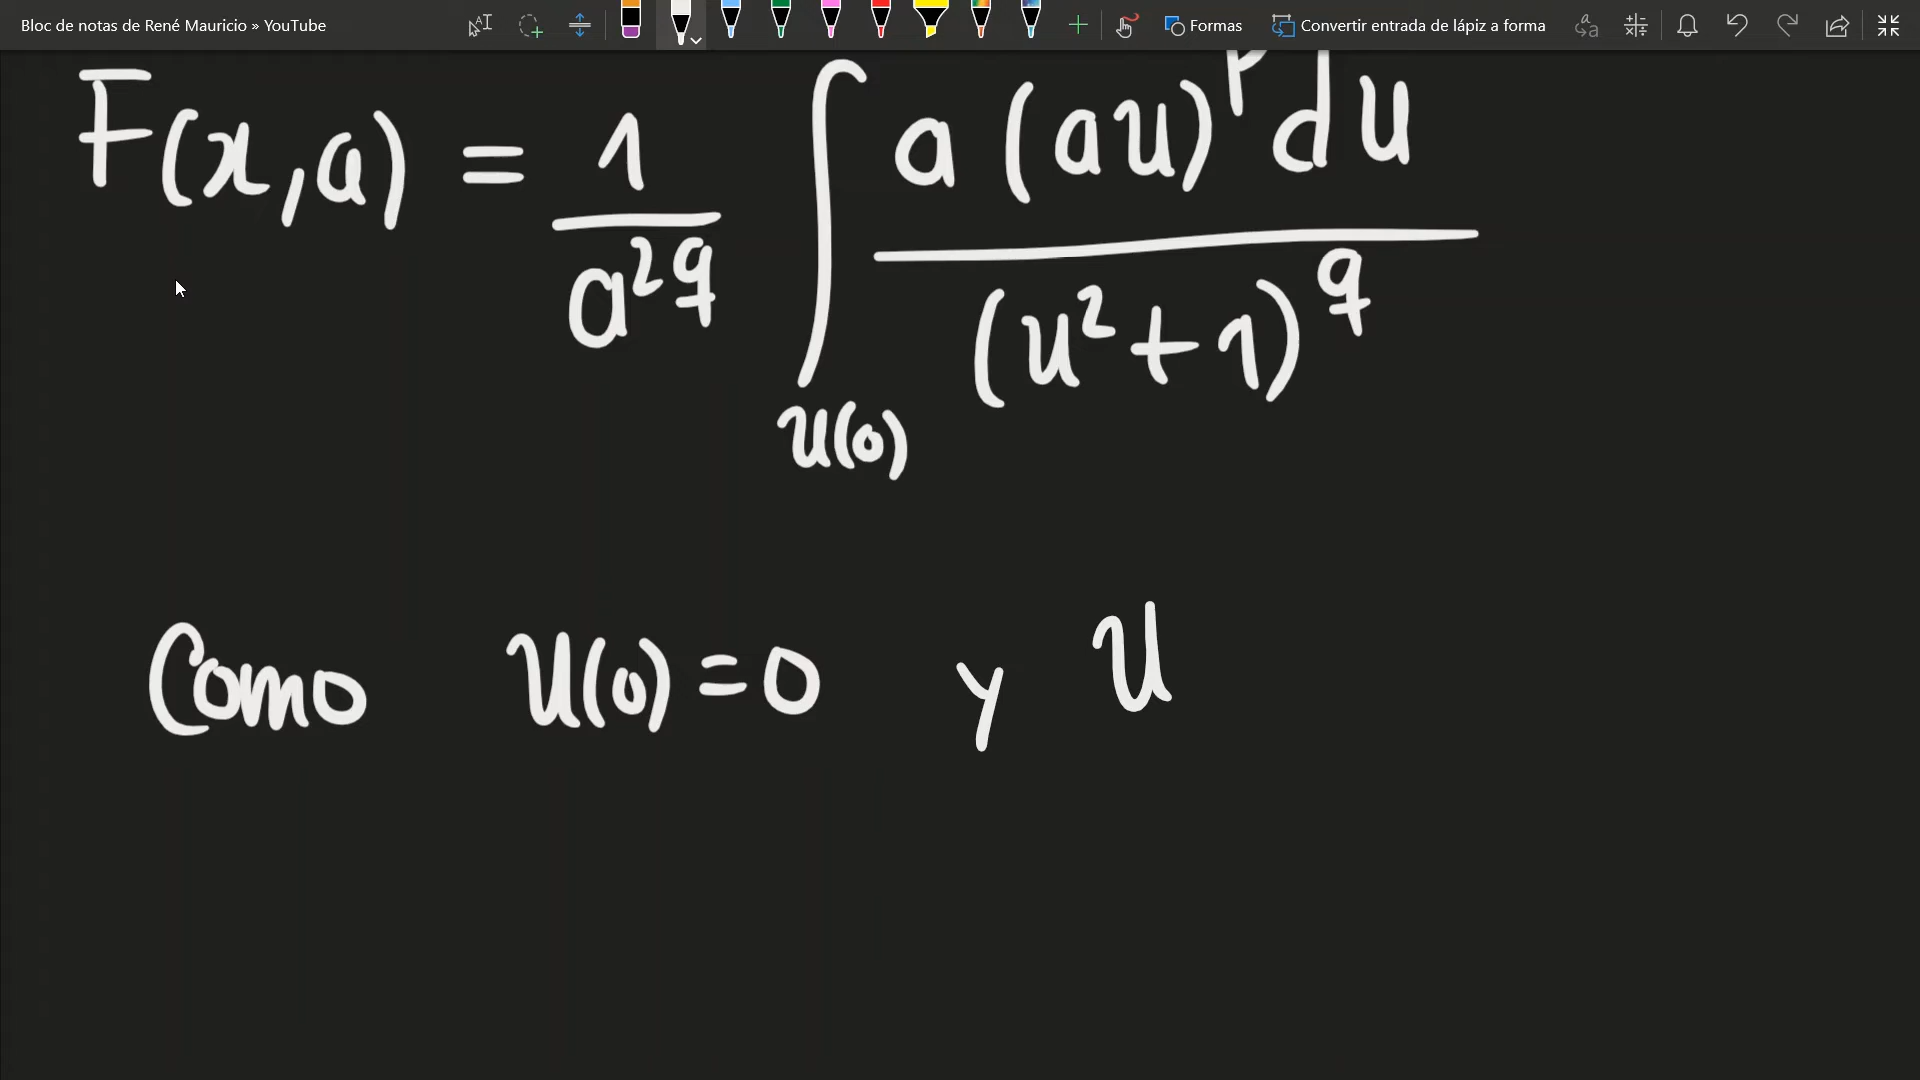 Bloc de notas de René Mauricio » YouTube Formas Convertir entrada de lápiz a forma
F(x,a) = 1/a^{2q} ∫_{u(0)} a(au)^p du/(u²+1)^q
Como u(0)=0 y u